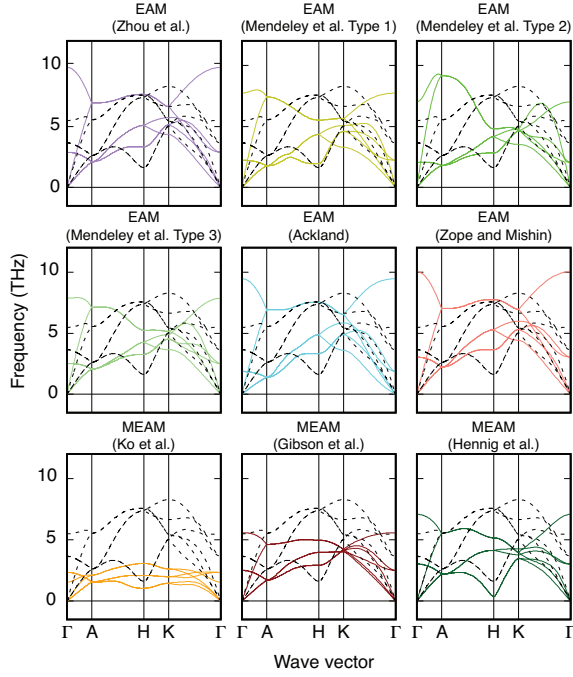 EAM
(Zhou et al.)
EAM
(Mendeley et al. Type 1)
EAM
(Mendeley et al. Type 2)
10
5
0
EAM
(Mendeley et al. Type 3)
EAM
(Ackland)
EAM
(Zope and Mishin)
Frequency (THz)
10
5
0
MEAM
(Ko et al.)
MEAM
(Gibson et al.)
MEAM
(Hennig et al.)
10
5
0
Γ A H K Γ
Γ A H K Γ
Γ A H K Γ
Wave vector